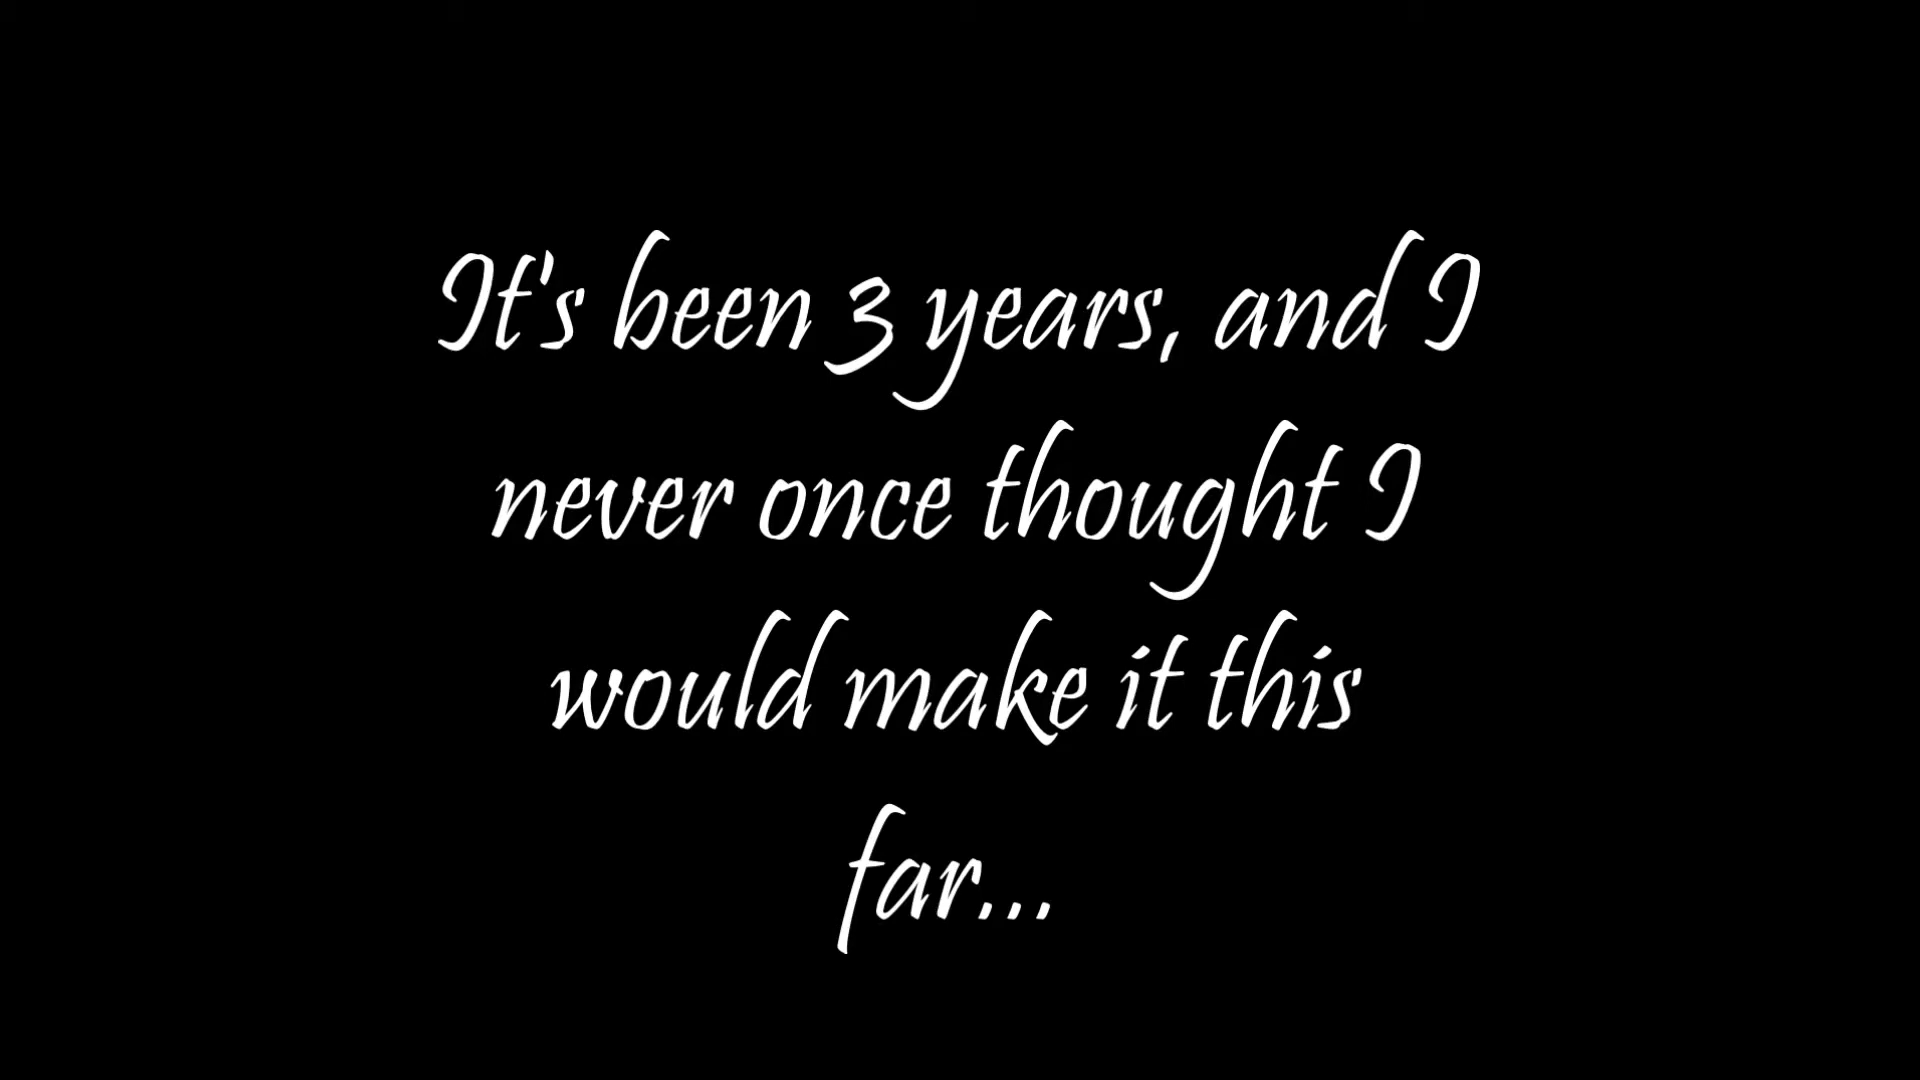 It's been 3 years, and I
never once thought I
would make it this
far...